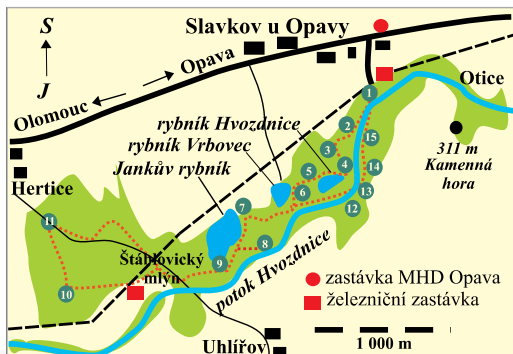 S
J
Slavkov u Opavy
Opava
Olomouc
Otice
rybník Hvozdnice
rybník Vrbovec
Jankův rybník
311 m
Kamenná
hora
Hertice
Štáblovický
mlýn
potok Hvozdnice
Uhlířov
1
2
3
4
5
6
7
8
9
10
11
12
13
14
15
zastávka MHD Opava
železniční zastávka
1 000 m